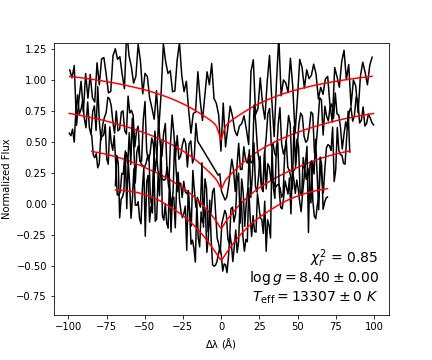 1.25
1.00
0.75
0.50
0.25
0.00
−0.25
−0.50
−0.75
Normalized Flux
χ²ᵣ = 0.85
log g = 8.40 ± 0.00
T_eff = 13307 ± 0 K
−100 −75 −50 −25 0 25 50 75 100
Δλ (Å)